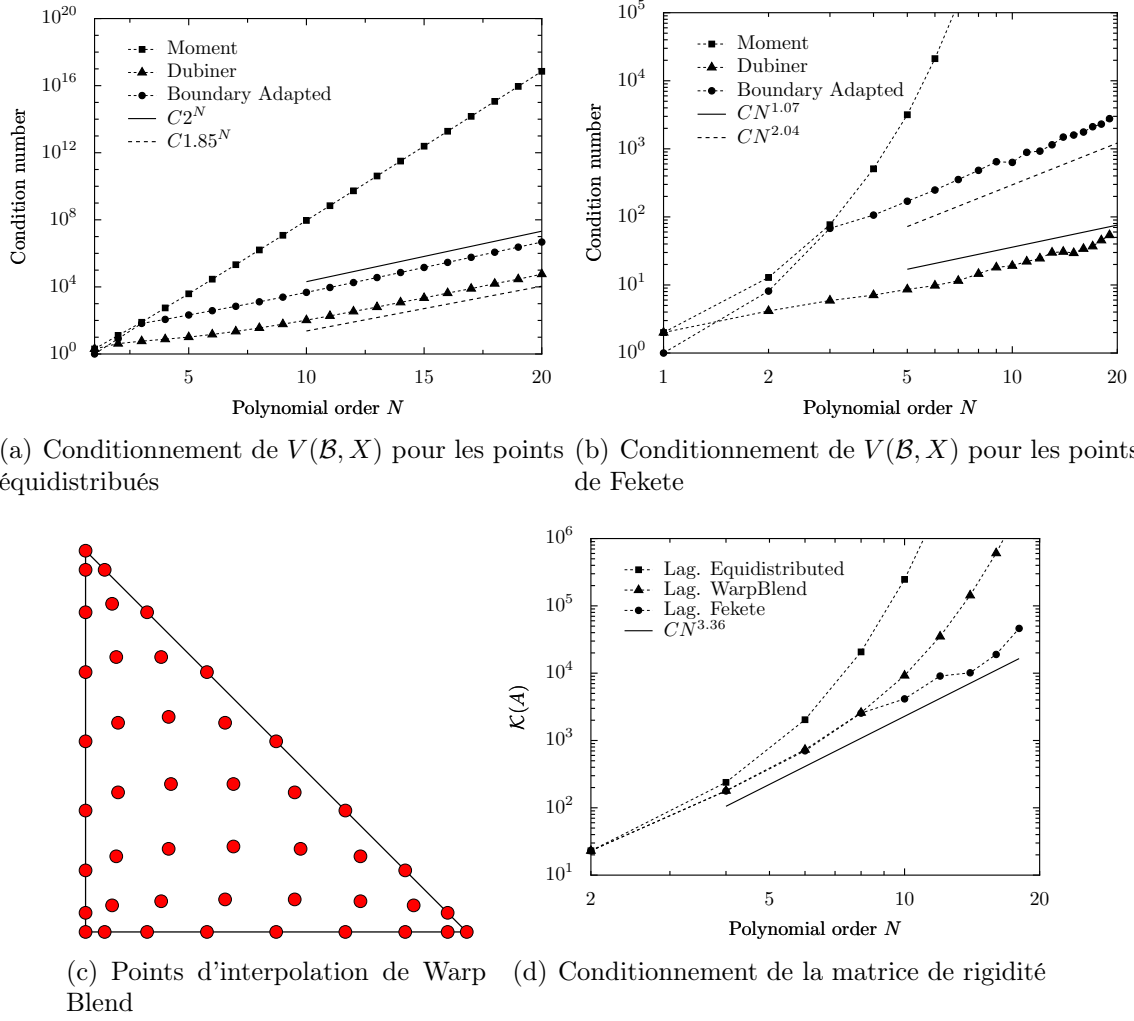 10^20
10^16
10^12
10^8
10^4
10^0
Condition number
Moment
Dubiner
Boundary Adapted
C2^N
C1.85^N
5
10
15
20
Polynomial order N
10^5
10^4
10^3
10^2
10^1
10^0
Condition number
Moment
Dubiner
Boundary Adapted
CN^1.07
CN^2.04
1
2
5
10
20
Polynomial order N
(a) Conditionnement de V(𝓑, X) pour les points
équidistribués
(b) Conditionnement de V(𝓑, X) pour les points
de Fekete
10^6
10^5
10^4
10^3
10^2
10^1
𝒦(A)
Lag. Equidistributed
Lag. WarpBlend
Lag. Fekete
CN^3.36
2
5
10
20
Polynomial order N
(c) Points d'interpolation de Warp
Blend
(d) Conditionnement de la matrice de rigidité